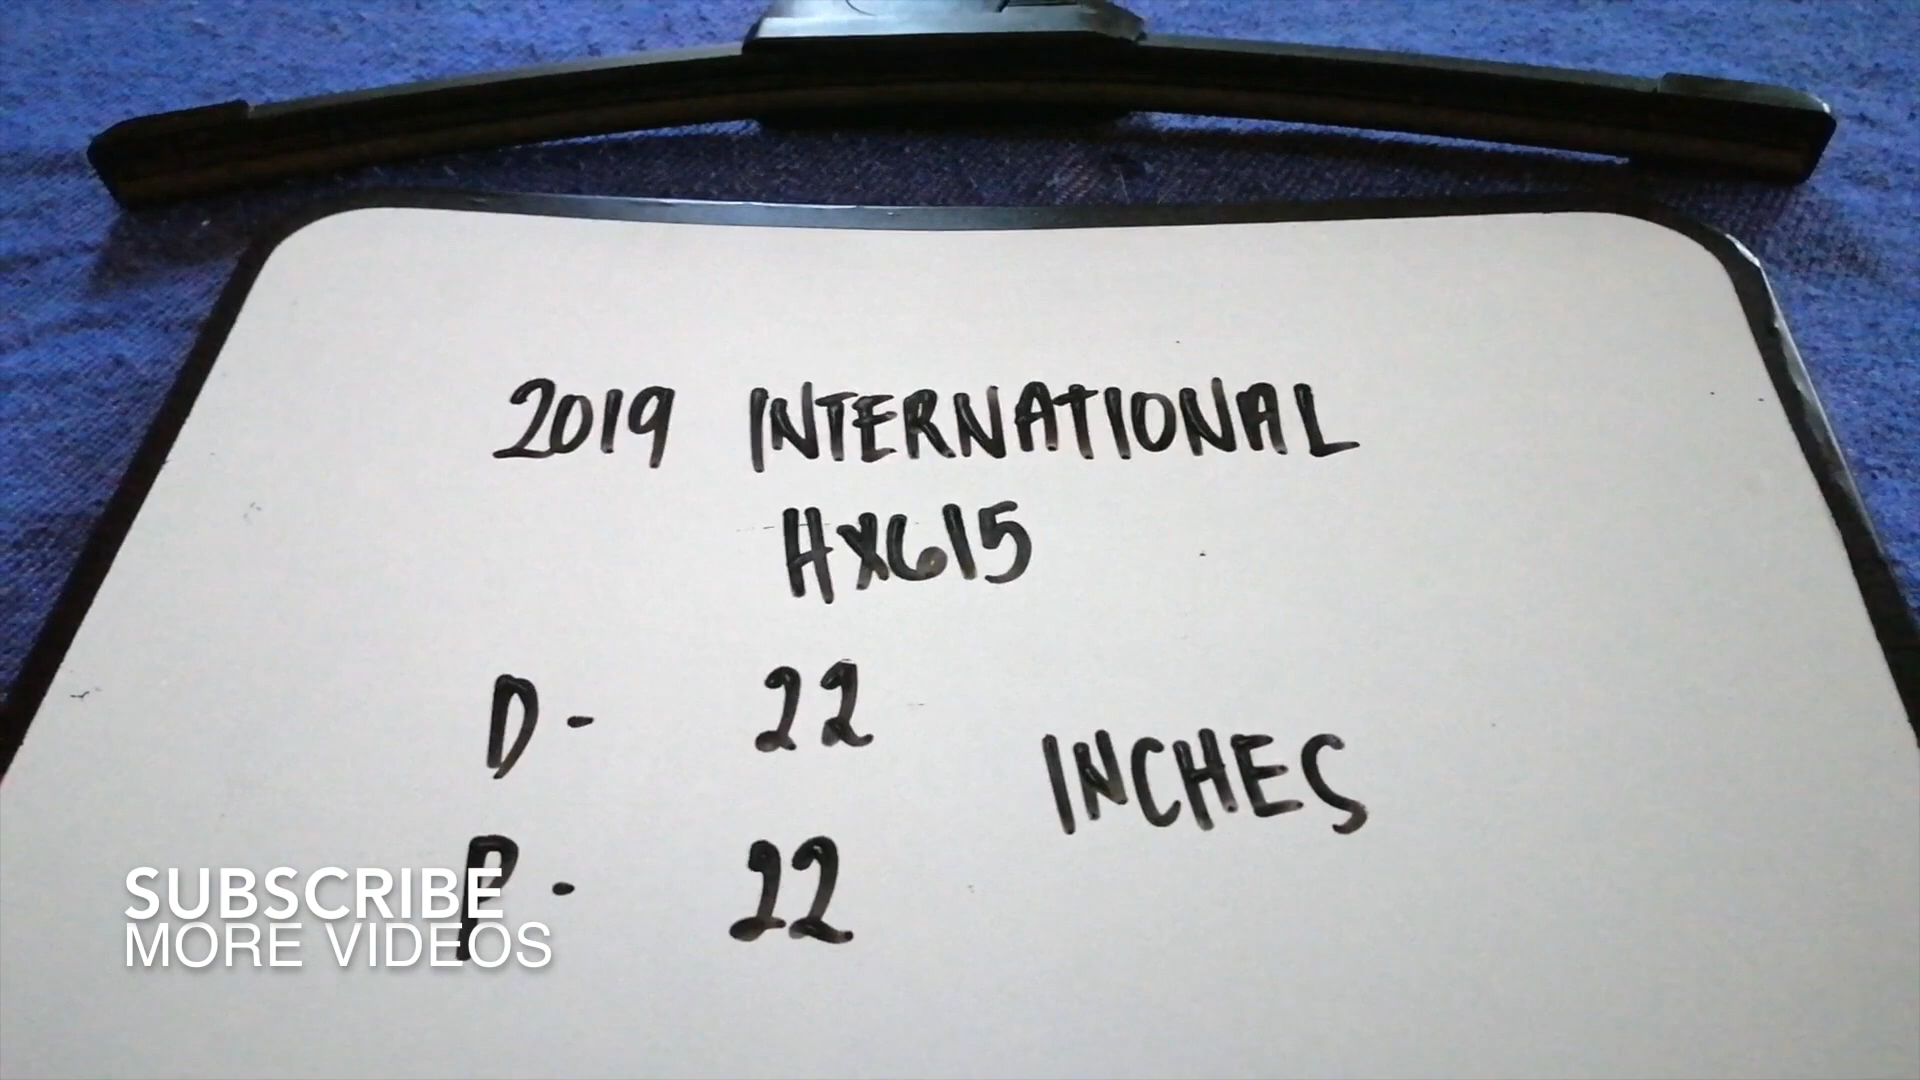 2019 INTERNATIONAL
HX615
D- 22
INCHES
P- 22
SUBSCRIBE
MORE VIDEOS